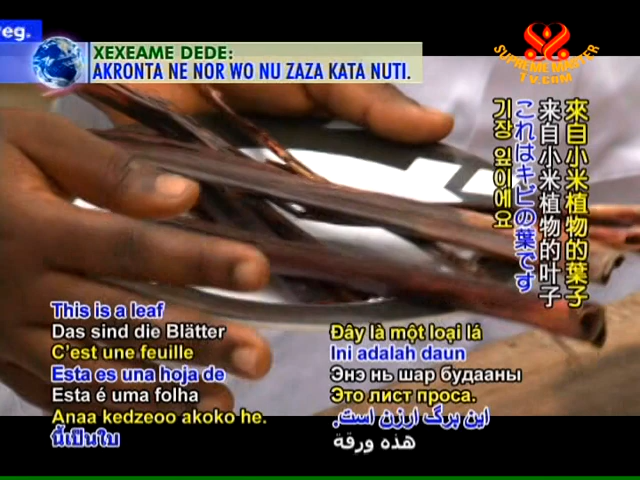 reg.
XEXEAME DEDE:
AKRONTA NE NOR WO NU ZAZA KATA NUTI.
SUPREME MASTER
TV.COM
來自小米植物的葉子
来自小米植物的叶子
これはキビの葉です
기장 잎이에요
This is a leaf
Das sind die Blätter
C'est une feuille
Esta es una hoja de
Esta é uma folha
Anaa kedzeoo akoko he.
นี้เป็นใบ
Đây là một loại lá
Ini adalah daun
Энэ нь шар будааны
Это лист проса.
این برگ ارزن است.
هذه ورقة